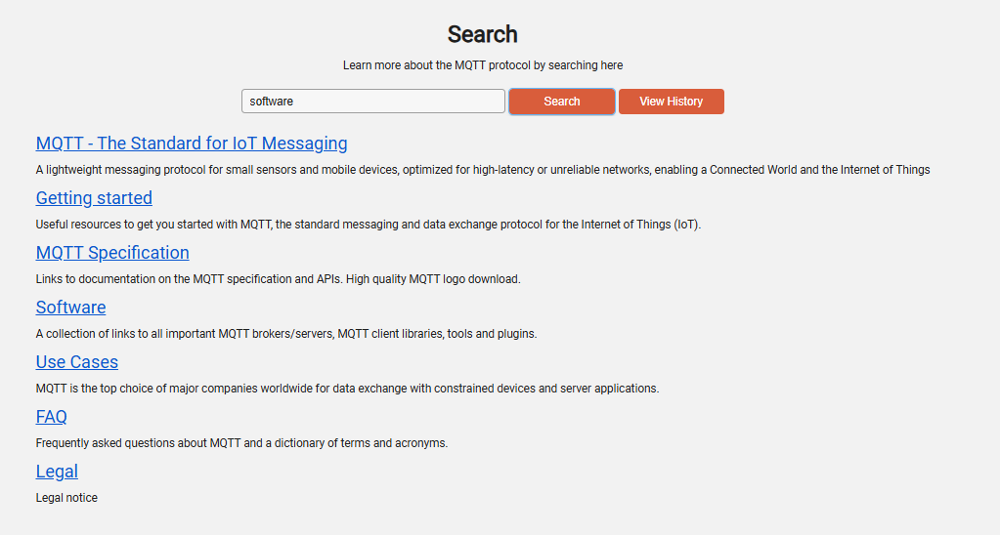 Search
Learn more about the MQTT protocol by searching here
software
Search
View History
MQTT - The Standard for IoT Messaging
A lightweight messaging protocol for small sensors and mobile devices, optimized for high-latency or unreliable networks, enabling a Connected World and the Internet of Things
Getting started
Useful resources to get you started with MQTT, the standard messaging and data exchange protocol for the Internet of Things (IoT).
MQTT Specification
Links to documentation on the MQTT specification and APIs. High quality MQTT logo download.
Software
A collection of links to all important MQTT brokers/servers, MQTT client libraries, tools and plugins.
Use Cases
MQTT is the top choice of major companies worldwide for data exchange with constrained devices and server applications.
FAQ
Frequently asked questions about MQTT and a dictionary of terms and acronyms.
Legal
Legal notice